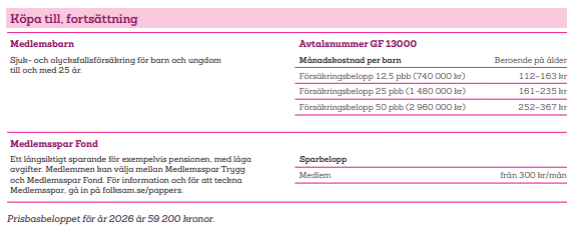 Köpa till, fortsättning
Medlemsbarn
Sjuk- och olycksfallsförsäkring för barn och ungdom
till och med 25 år.
Avtalsnummer GF 13000
Månadskostnad per barn Beroende på ålder
Försäkringsbelopp 12,5 pbb (740 000 kr) 112–163 kr
Försäkringsbelopp 25 pbb (1 480 000 kr) 161–235 kr
Försäkringsbelopp 50 pbb (2 960 000 kr) 252–367 kr
Medlemsspar Fond
Ett långsiktigt sparande för exempelvis pensionen, med låga
avgifter. Medlemmen kan välja mellan Medlemsspar Trygg
och Medlemsspar Fond. För information och för att teckna
Medlemsspar, gå in på folksam.se/pappers.
Sparbelopp
Medlem från 300 kr/mån
Prisbasbeloppet för år 2026 är 59 200 kronor.